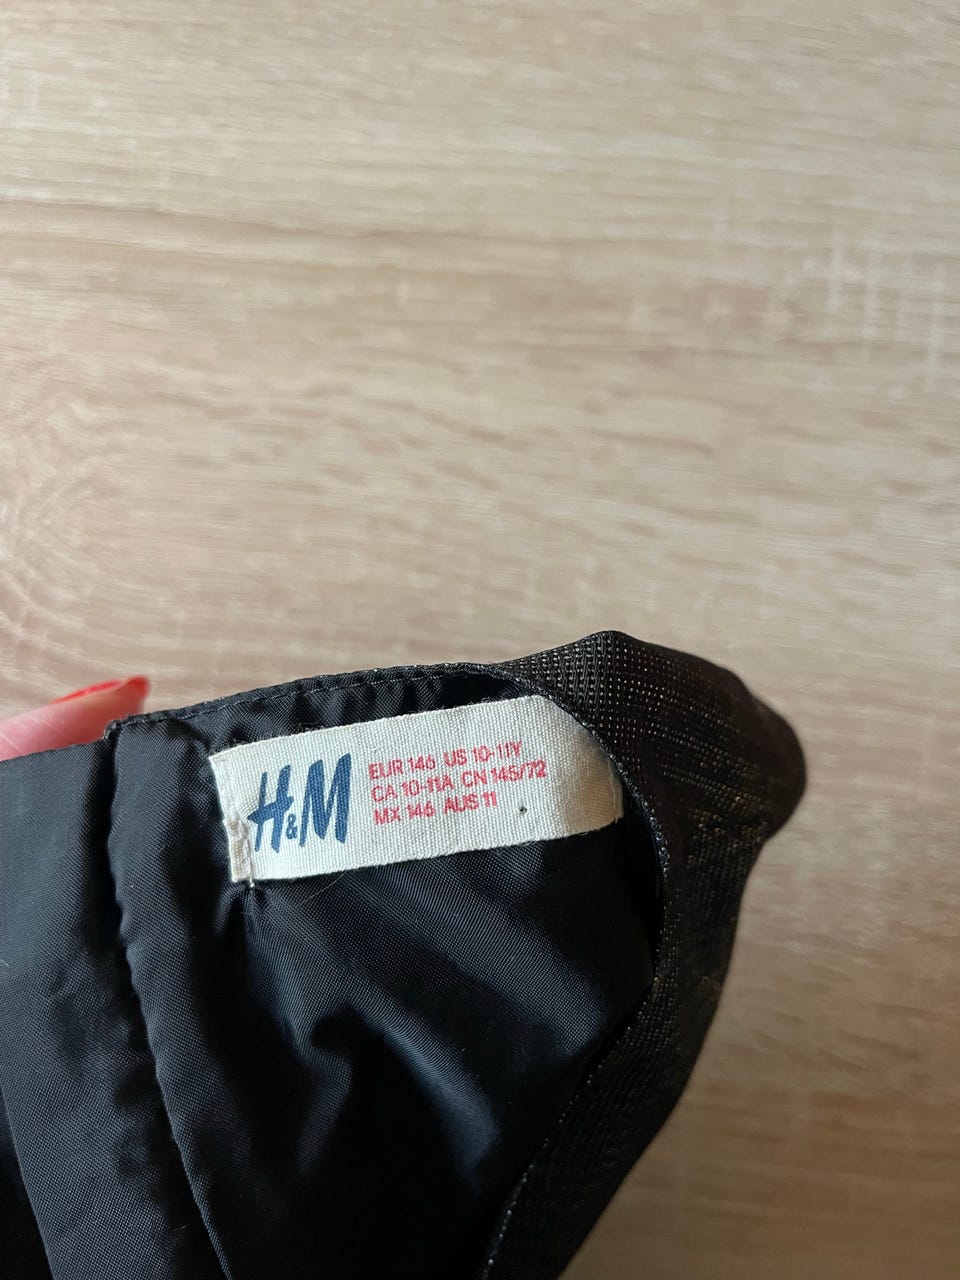 H&M
EUR 146 US 10-11Y
CA 10-11A CN 145/72
MX 146 AUS 11